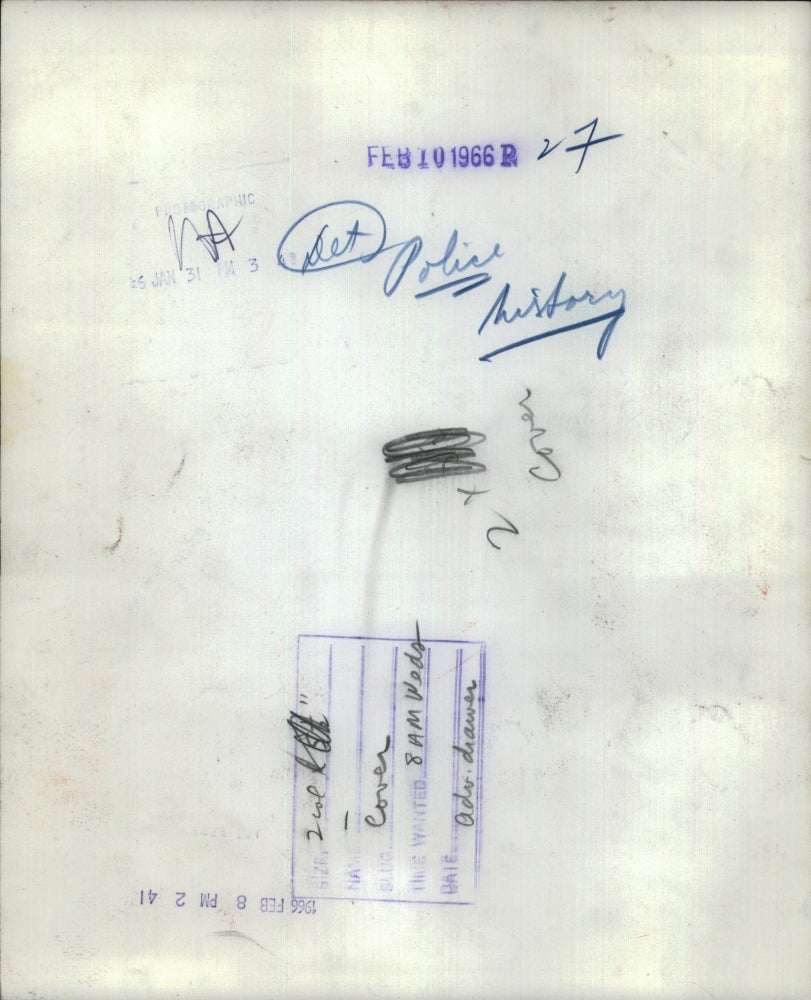 FEB 10 1966 R 27
PHOTOGRAPHIC
66 JAN 31 PM 3
Det Police
history
Cover
2 x
SIZE 2 col
NAME –
SLUG Cover
TIME WANTED 8 AM Weds
DATE adv. drawer
1966 FEB 8 PM 2 41